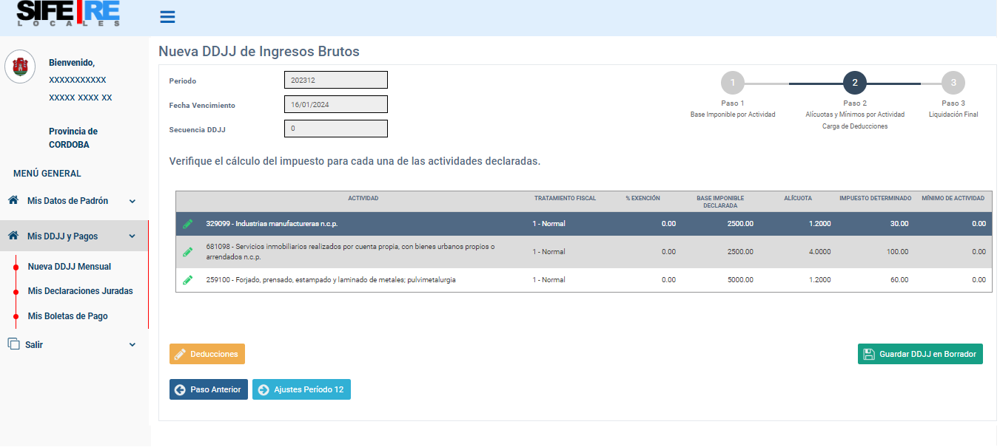 SIFE|RE
LOCALES
Bienvenido,
XXXXXXXXXXX
XXXXX XXXX XX
Provincia de
CORDOBA
MENÚ GENERAL
Mis Datos de Padrón
Mis DDJJ y Pagos
Nueva DDJJ Mensual
Mis Declaraciones Juradas
Mis Boletas de Pago
Salir
Nueva DDJJ de Ingresos Brutos
Periodo 202312
Fecha Vencimiento 16/01/2024
Secuencia DDJJ 0
1 2 3
Paso 1 Paso 2 Paso 3
Base Imponible por Actividad Alícuotas y Mínimos por Actividad Liquidación Final
Carga de Deducciones
Verifique el cálculo del impuesto para cada una de las actividades declaradas.
ACTIVIDAD TRATAMIENTO FISCAL % EXENCIÓN BASE IMPONIBLE ALÍCUOTA IMPUESTO DETERMINADO MÍNIMO DE ACTIVIDAD
DECLARADA
329099 - Industrias manufactureras n.c.p. 1 - Normal 0.00 2500.00 1.2000 30.00 0.00
681098 - Servicios inmobiliarios realizados por cuenta propia, con bienes urbanos propios o
arrendados n.c.p. 1 - Normal 0.00 2500.00 4.0000 100.00 0.00
259100 - Forjado, prensado, estampado y laminado de metales; pulvimetalurgia 1 - Normal 0.00 5000.00 1.2000 60.00 0.00
Deducciones
Guardar DDJJ en Borrador
Paso Anterior
Ajustes Período 12